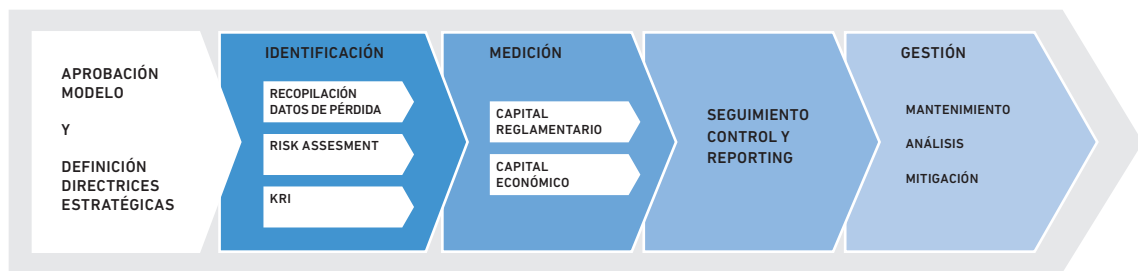 APROBACIÓN
MODELO
Y
DEFINICIÓN
DIRECTRICES
ESTRATÉGICAS
IDENTIFICACIÓN
RECOPILACIÓN
DATOS DE PÉRDIDA
RISK ASSESMENT
KRI
MEDICIÓN
CAPITAL
REGLAMENTARIO
CAPITAL
ECONÓMICO
SEGUIMIENTO
CONTROL Y
REPORTING
GESTIÓN
MANTENIMIENTO
ANÁLISIS
MITIGACIÓN